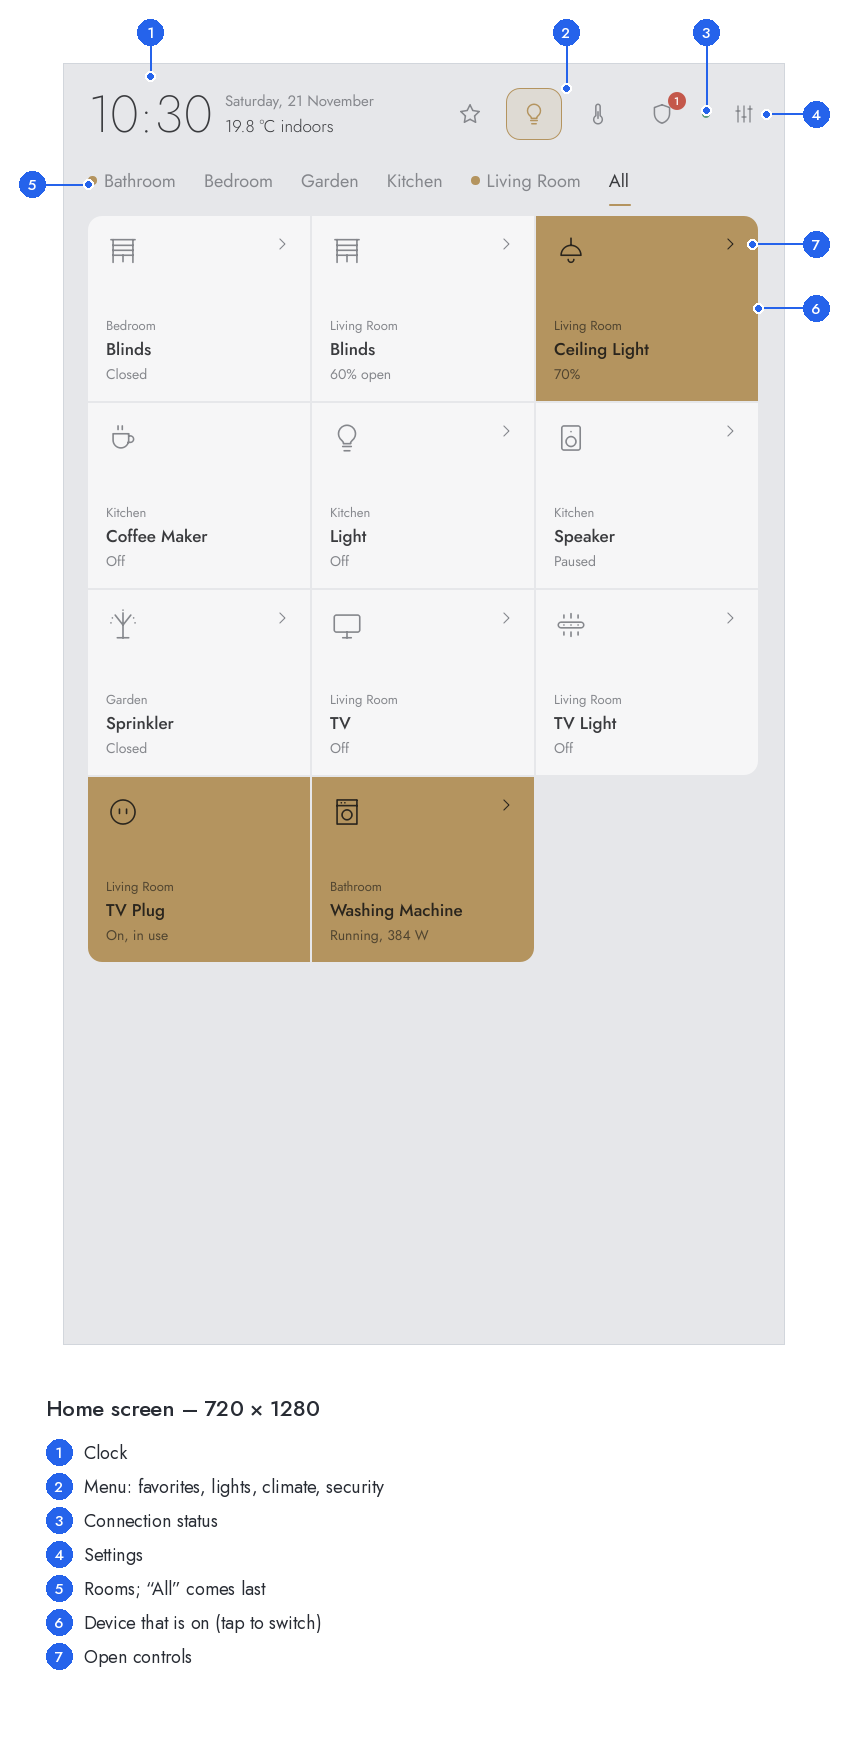 1
2
3
10:30
Saturday, 21 November
19.8 °C indoors
1
4
5
Bathroom Bedroom Garden Kitchen Living Room All
7
6
Bedroom
Blinds
Closed
Living Room
Blinds
60% open
Living Room
Ceiling Light
70%
Kitchen
Coffee Maker
Off
Kitchen
Light
Off
Kitchen
Speaker
Paused
Garden
Sprinkler
Closed
Living Room
TV
Off
Living Room
TV Light
Off
Living Room
TV Plug
On, in use
Bathroom
Washing Machine
Running, 384 W
Home screen – 720 × 1280
1 Clock
2 Menu: favorites, lights, climate, security
3 Connection status
4 Settings
5 Rooms; “All” comes last
6 Device that is on (tap to switch)
7 Open controls